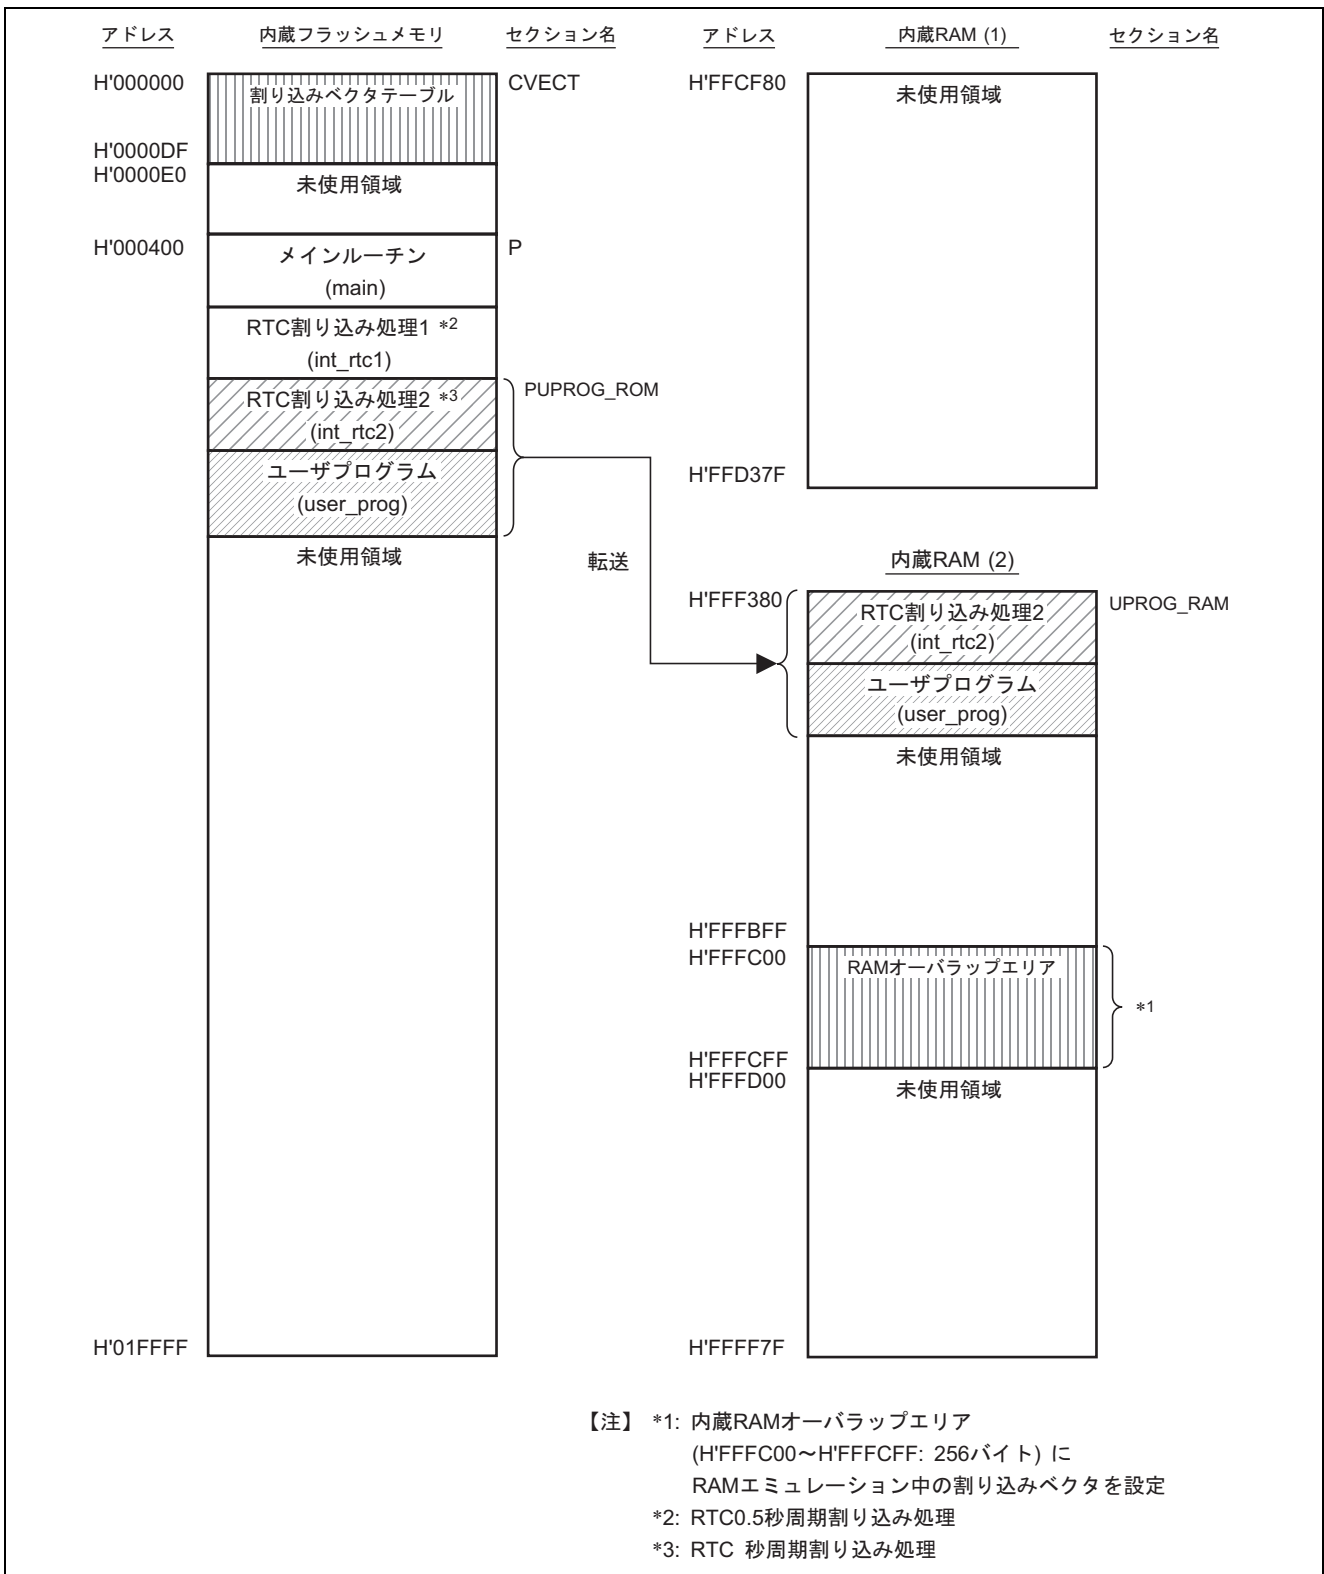 アドレス 内蔵フラッシュメモリ セクション名
H'000000 割り込みベクタテーブル CVECT
H'0000DF
H'0000E0 未使用領域
H'000400 メインルーチン P
(main)
RTC割り込み処理1 *2
(int_rtc1)
RTC割り込み処理2 *3 PUPROG_ROM
(int_rtc2)
ユーザプログラム
(user_prog)
未使用領域
H'01FFFF
転送
アドレス 内蔵RAM (1) セクション名
H'FFCF80 未使用領域
H'FFD37F
内蔵RAM (2)
H'FFF380 RTC割り込み処理2 UPROG_RAM
(int_rtc2)
ユーザプログラム
(user_prog)
未使用領域
H'FFFBFF
H'FFFC00 RAMオーバラップエリア
*1
H'FFFCFF
H'FFFD00 未使用領域
H'FFFF7F
【注】 *1: 内蔵RAMオーバラップエリア
(H'FFFC00～H'FFFCFF: 256バイト) に
RAMエミュレーション中の割り込みベクタを設定
*2: RTC0.5秒周期割り込み処理
*3: RTC 秒周期割り込み処理